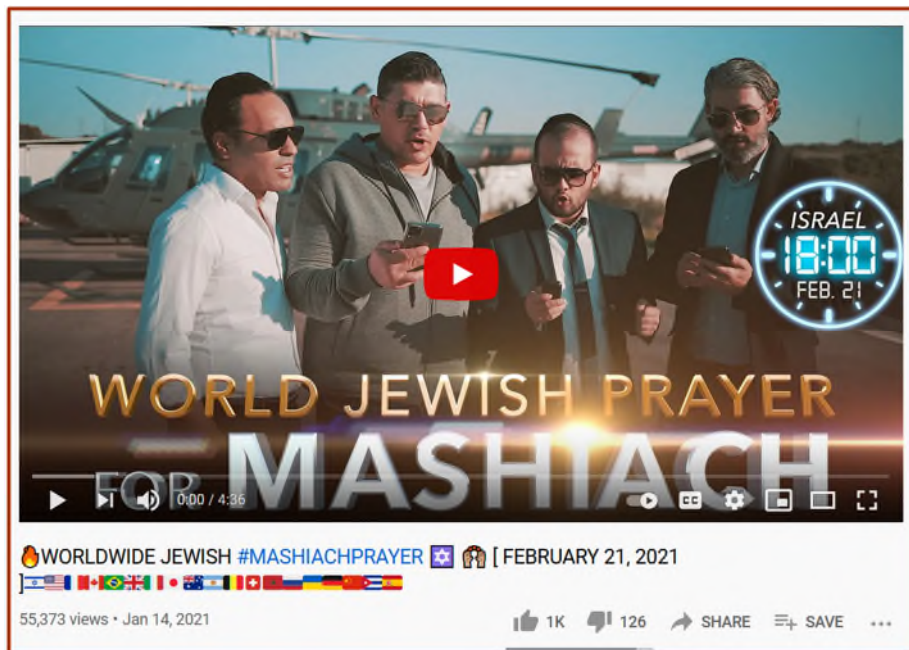 ISRAEL
18:00
FEB. 21
WORLD JEWISH PRAYER
FOR MASHIACH
0:00 / 4:36
CC
🔥WORLDWIDE JEWISH #MASHIACHPRAYER 🔯 🙌 [ FEBRUARY 21, 2021
]🇮🇱🇺🇸🇫🇷🇨🇦🇧🇷🇬🇧🇮🇹🇯🇵🇦🇺🇦🇷🇧🇪🇨🇭🇲🇦🇷🇺🇺🇦🇩🇪🇨🇳🇨🇺🇪🇸
55,373 views • Jan 14, 2021
1K 126 SHARE SAVE